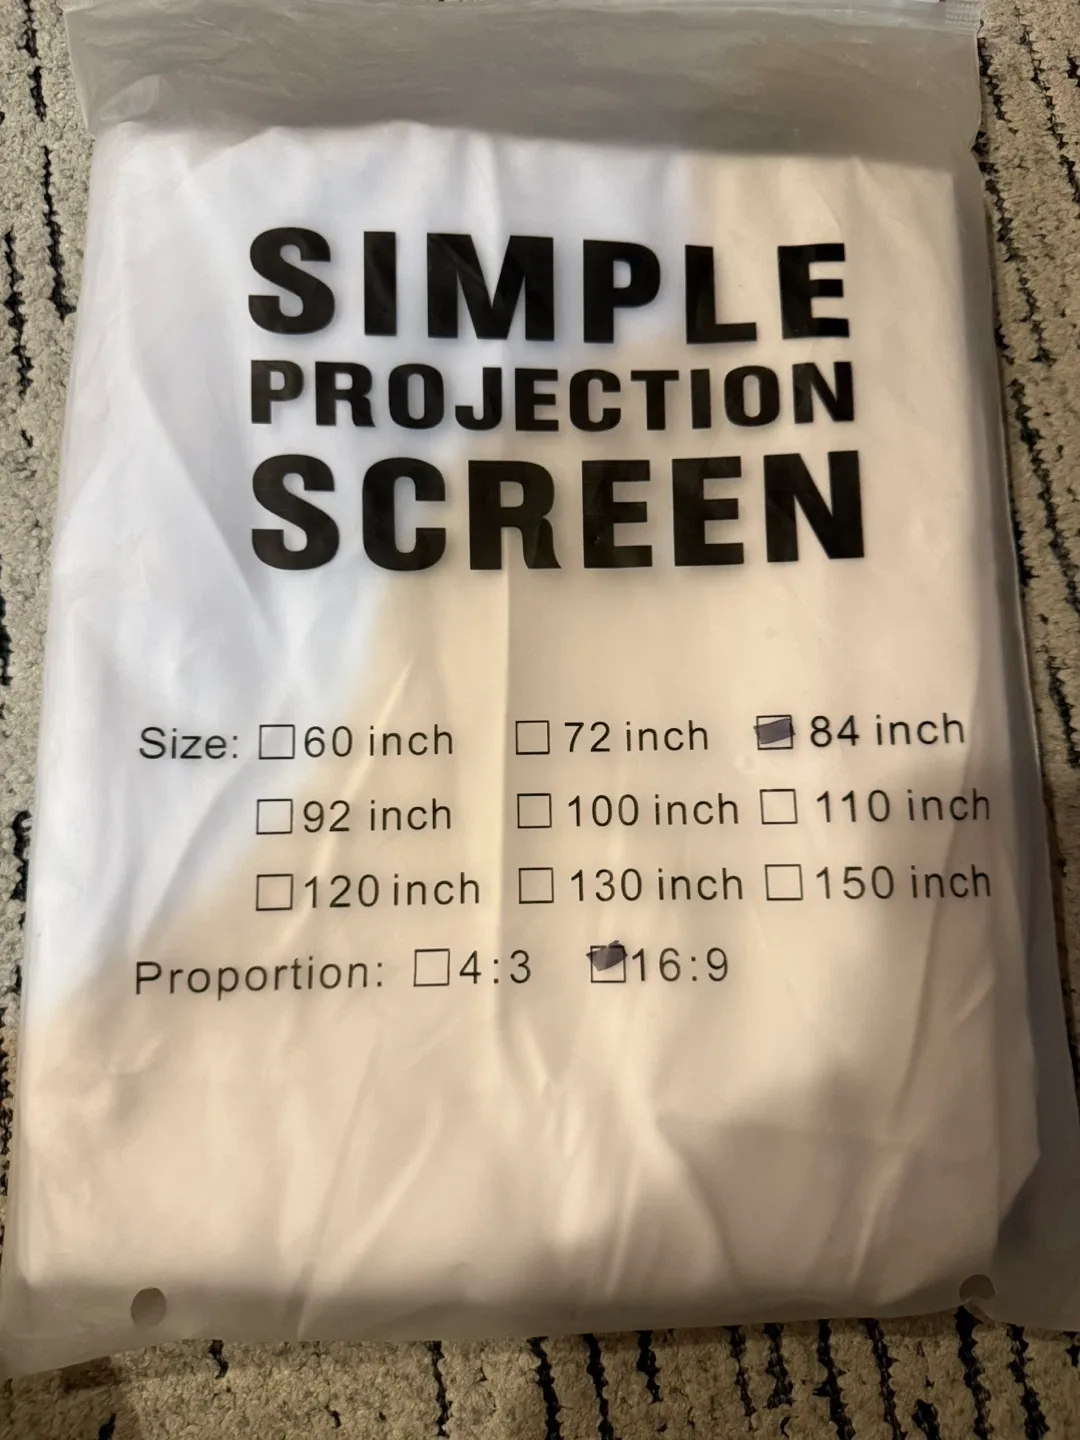 SIMPLE
PROJECTION
SCREEN
Size: ☐60 inch ☐72 inch ☑84 inch
☐92 inch ☐100 inch ☐110 inch
☐120 inch ☐130 inch ☐150 inch
Proportion: ☐4:3 ☑16:9